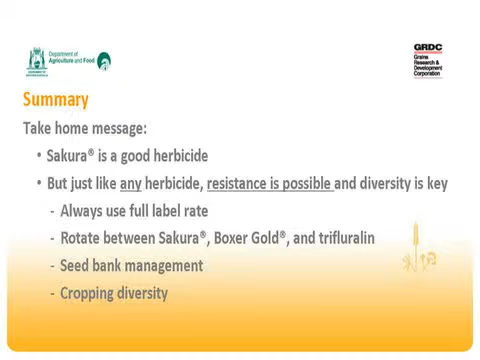 Department of
Agriculture and Food
GRDC
Grains
Research &
Development
Corporation
Summary
Take home message:
• Sakura® is a good herbicide
• But just like any herbicide, resistance is possible and diversity is key
- Always use full label rate
- Rotate between Sakura®, Boxer Gold®, and trifluralin
- Seed bank management
- Cropping diversity